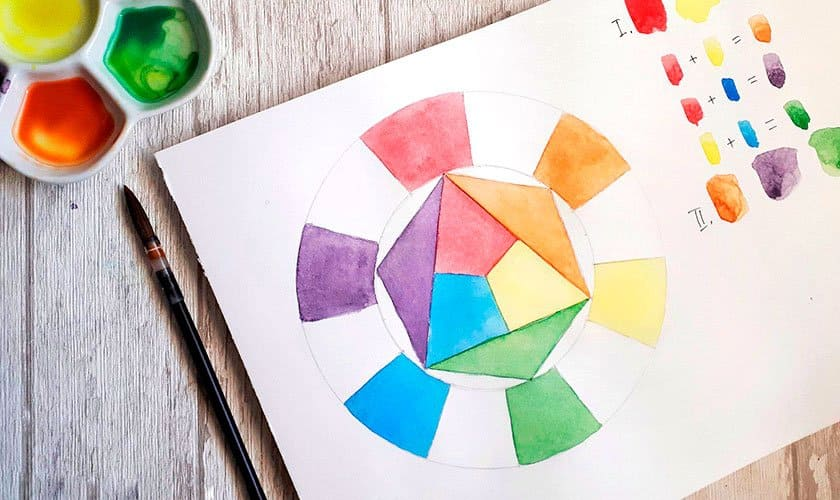 I.
+ =
+ =
+ =
II.